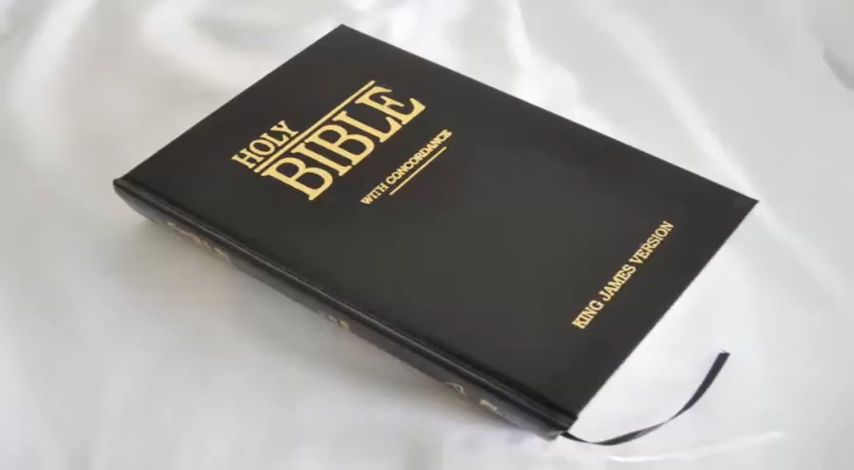 HOLY
BIBLE
WITH CONCORDANCE
KING JAMES VERSION